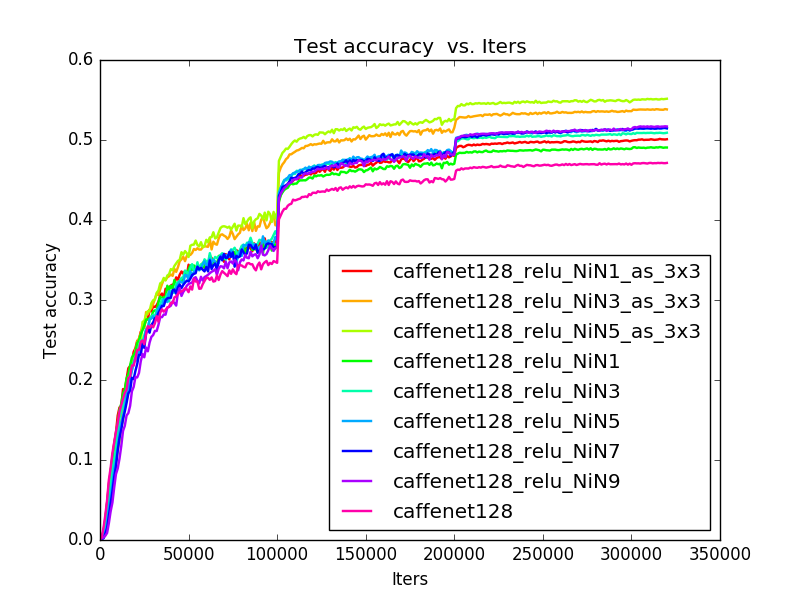 Test accuracy  vs. Iters
0.6
0.5
0.4
0.3
0.2
0.1
0.0
Test accuracy
caffenet128_relu_NiN1_as_3x3
caffenet128_relu_NiN3_as_3x3
caffenet128_relu_NiN5_as_3x3
caffenet128_relu_NiN1
caffenet128_relu_NiN3
caffenet128_relu_NiN5
caffenet128_relu_NiN7
caffenet128_relu_NiN9
caffenet128
0 50000 100000 150000 200000 250000 300000 350000
Iters